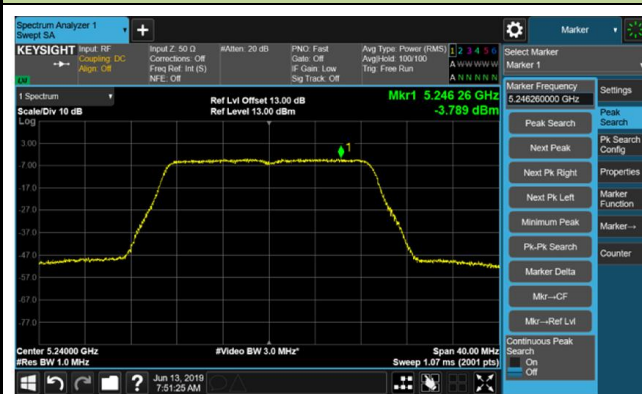 Spectrum Analyzer 1
Swept SA
Marker
KEYSIGHT
Input: RF
Coupling: DC
Align: Off
Input Z: 50 Ω
Corrections: Off
Freq Ref: Int (S)
NFE: Off
#Atten: 20 dB
PNO: Fast
Gate: Off
IF Gain: Low
Sig Track: Off
Avg Type: Power (RMS)
Avg|Hold: 100/100
Trig: Free Run
1 2 3 4 5 6
A W W W W W
A N N N N N
Select Marker
Marker 1
LXI
1 Spectrum
Scale/Div 10 dB
Log
Ref Lvl Offset 13.00 dB
Ref Level 13.00 dBm
Mkr1 5.246 26 GHz
-3.789 dBm
Marker Frequency
5.246260000 GHz
Settings
Peak Search
Peak
Search
Next Peak
Pk Search
Config
Next Pk Right
Properties
Next Pk Left
Marker
Function
Minimum Peak
Marker→
Pk-Pk Search
Counter
Marker Delta
Mkr→CF
Mkr→Ref Lvl
Continuous Peak
Search
On
Off
1
3.00
-7.00
-17.0
-27.0
-37.0
-47.0
-57.0
-67.0
-77.0
Center 5.24000 GHz
#Res BW 1.0 MHz
#Video BW 3.0 MHz*
Span 40.00 MHz
Sweep 1.07 ms (2001 pts)
?
Jun 13, 2019
7:51:25 AM